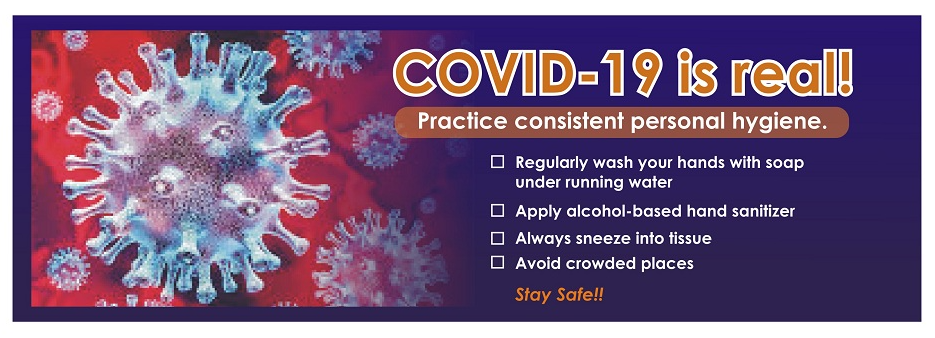 COVID-19 is real!
Practice consistent personal hygiene.
Regularly wash your hands with soap
under running water
Apply alcohol-based hand sanitizer
Always sneeze into tissue
Avoid crowded places
Stay Safe!!